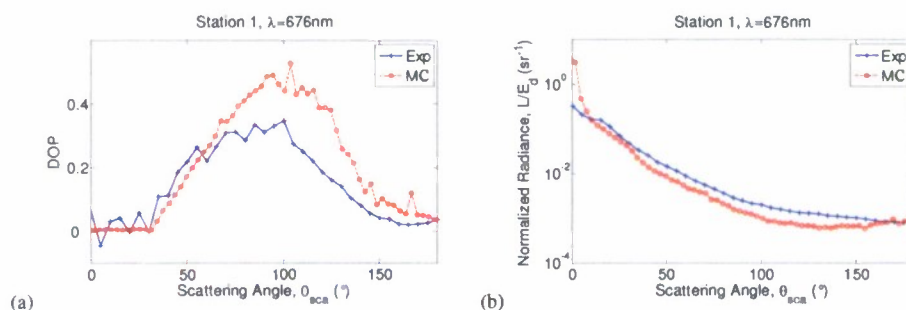 Station 1, λ=676nm
Exp
MC
0.4
0.2
0
DOP
0
50
100
150
Scattering Angle, θsca (°)
(a)
Station 1, λ=676nm
Exp
MC
10^0
10^-2
10^-4
Normalized Radiance, L/E_d (sr^-1)
0
50
100
150
Scattering Angle, θsca (°)
(b)